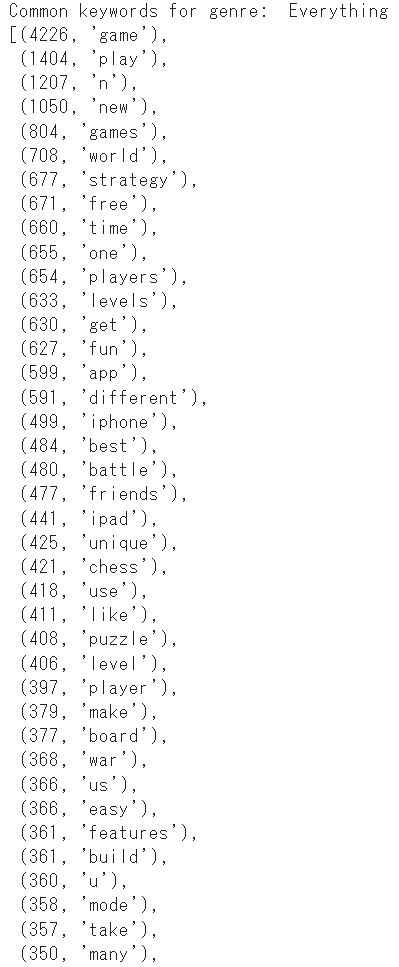 Common keywords for genre:  Everything
[(4226, 'game'),
 (1404, 'play'),
 (1207, 'n'),
 (1050, 'new'),
 (804, 'games'),
 (708, 'world'),
 (677, 'strategy'),
 (671, 'free'),
 (660, 'time'),
 (655, 'one'),
 (654, 'players'),
 (633, 'levels'),
 (630, 'get'),
 (627, 'fun'),
 (599, 'app'),
 (591, 'different'),
 (499, 'iphone'),
 (484, 'best'),
 (480, 'battle'),
 (477, 'friends'),
 (441, 'ipad'),
 (425, 'unique'),
 (421, 'chess'),
 (418, 'use'),
 (411, 'like'),
 (408, 'puzzle'),
 (406, 'level'),
 (397, 'player'),
 (379, 'make'),
 (377, 'board'),
 (368, 'war'),
 (366, 'us'),
 (366, 'easy'),
 (361, 'features'),
 (361, 'build'),
 (360, 'u'),
 (358, 'mode'),
 (357, 'take'),
 (350, 'many'),